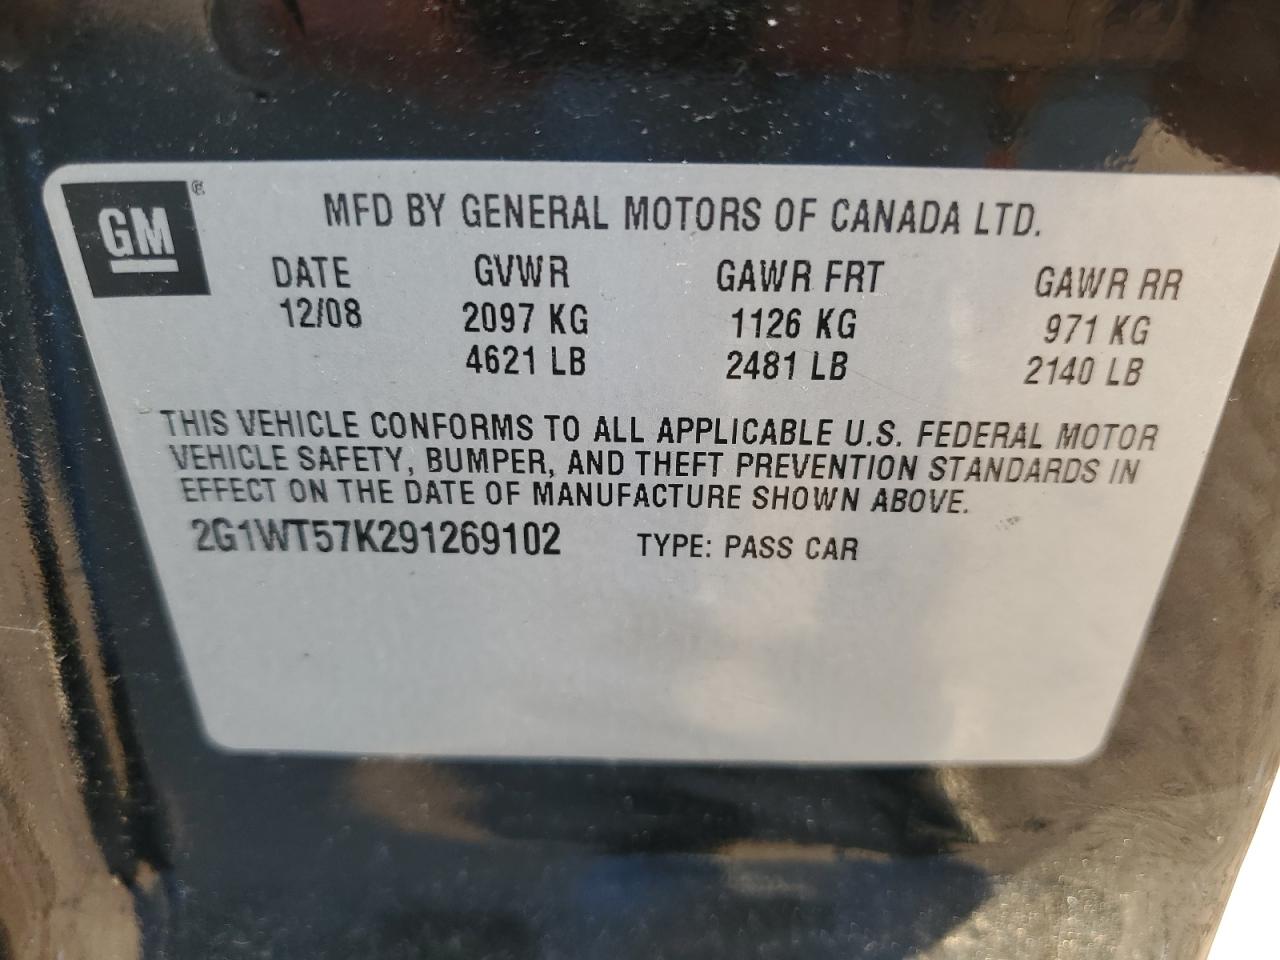 GM®
MFD BY GENERAL MOTORS OF CANADA LTD.
DATE GVWR GAWR FRT GAWR RR
12/08 2097 KG 1126 KG 971 KG
4621 LB 2481 LB 2140 LB
THIS VEHICLE CONFORMS TO ALL APPLICABLE U.S. FEDERAL MOTOR
VEHICLE SAFETY, BUMPER, AND THEFT PREVENTION STANDARDS IN
EFFECT ON THE DATE OF MANUFACTURE SHOWN ABOVE.
2G1WT57K291269102 TYPE: PASS CAR